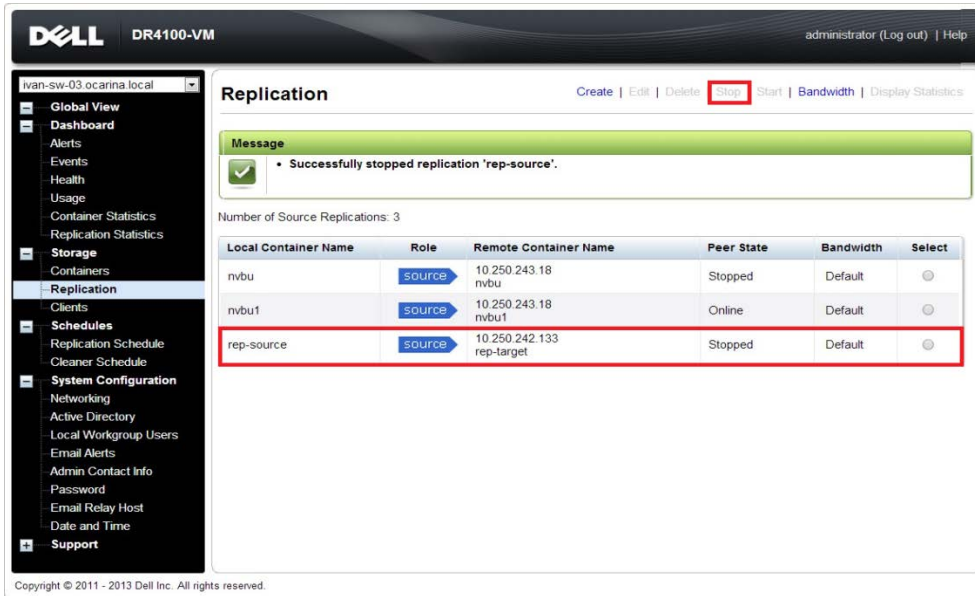 DELL DR4100-VM
administrator (Log out) | Help
ivan-sw-03.ocarina.local
Global View
Dashboard
Alerts
Events
Health
Usage
Container Statistics
Replication Statistics
Storage
Containers
Replication
Clients
Schedules
Replication Schedule
Cleaner Schedule
System Configuration
Networking
Active Directory
Local Workgroup Users
Email Alerts
Admin Contact Info
Password
Email Relay Host
Date and Time
Support
Replication
Create | Edit | Delete | Stop | Start | Bandwidth | Display Statistics
Message
• Successfully stopped replication 'rep-source'.
Number of Source Replications: 3
Local Container Name Role Remote Container Name Peer State Bandwidth Select
nvbu source 10.250.243.18 Stopped Default
nvbu
nvbu1 source 10.250.243.18 Online Default
nvbu1
rep-source source 10.250.242.133 Stopped Default
rep-target
Copyright © 2011 - 2013 Dell Inc. All rights reserved.